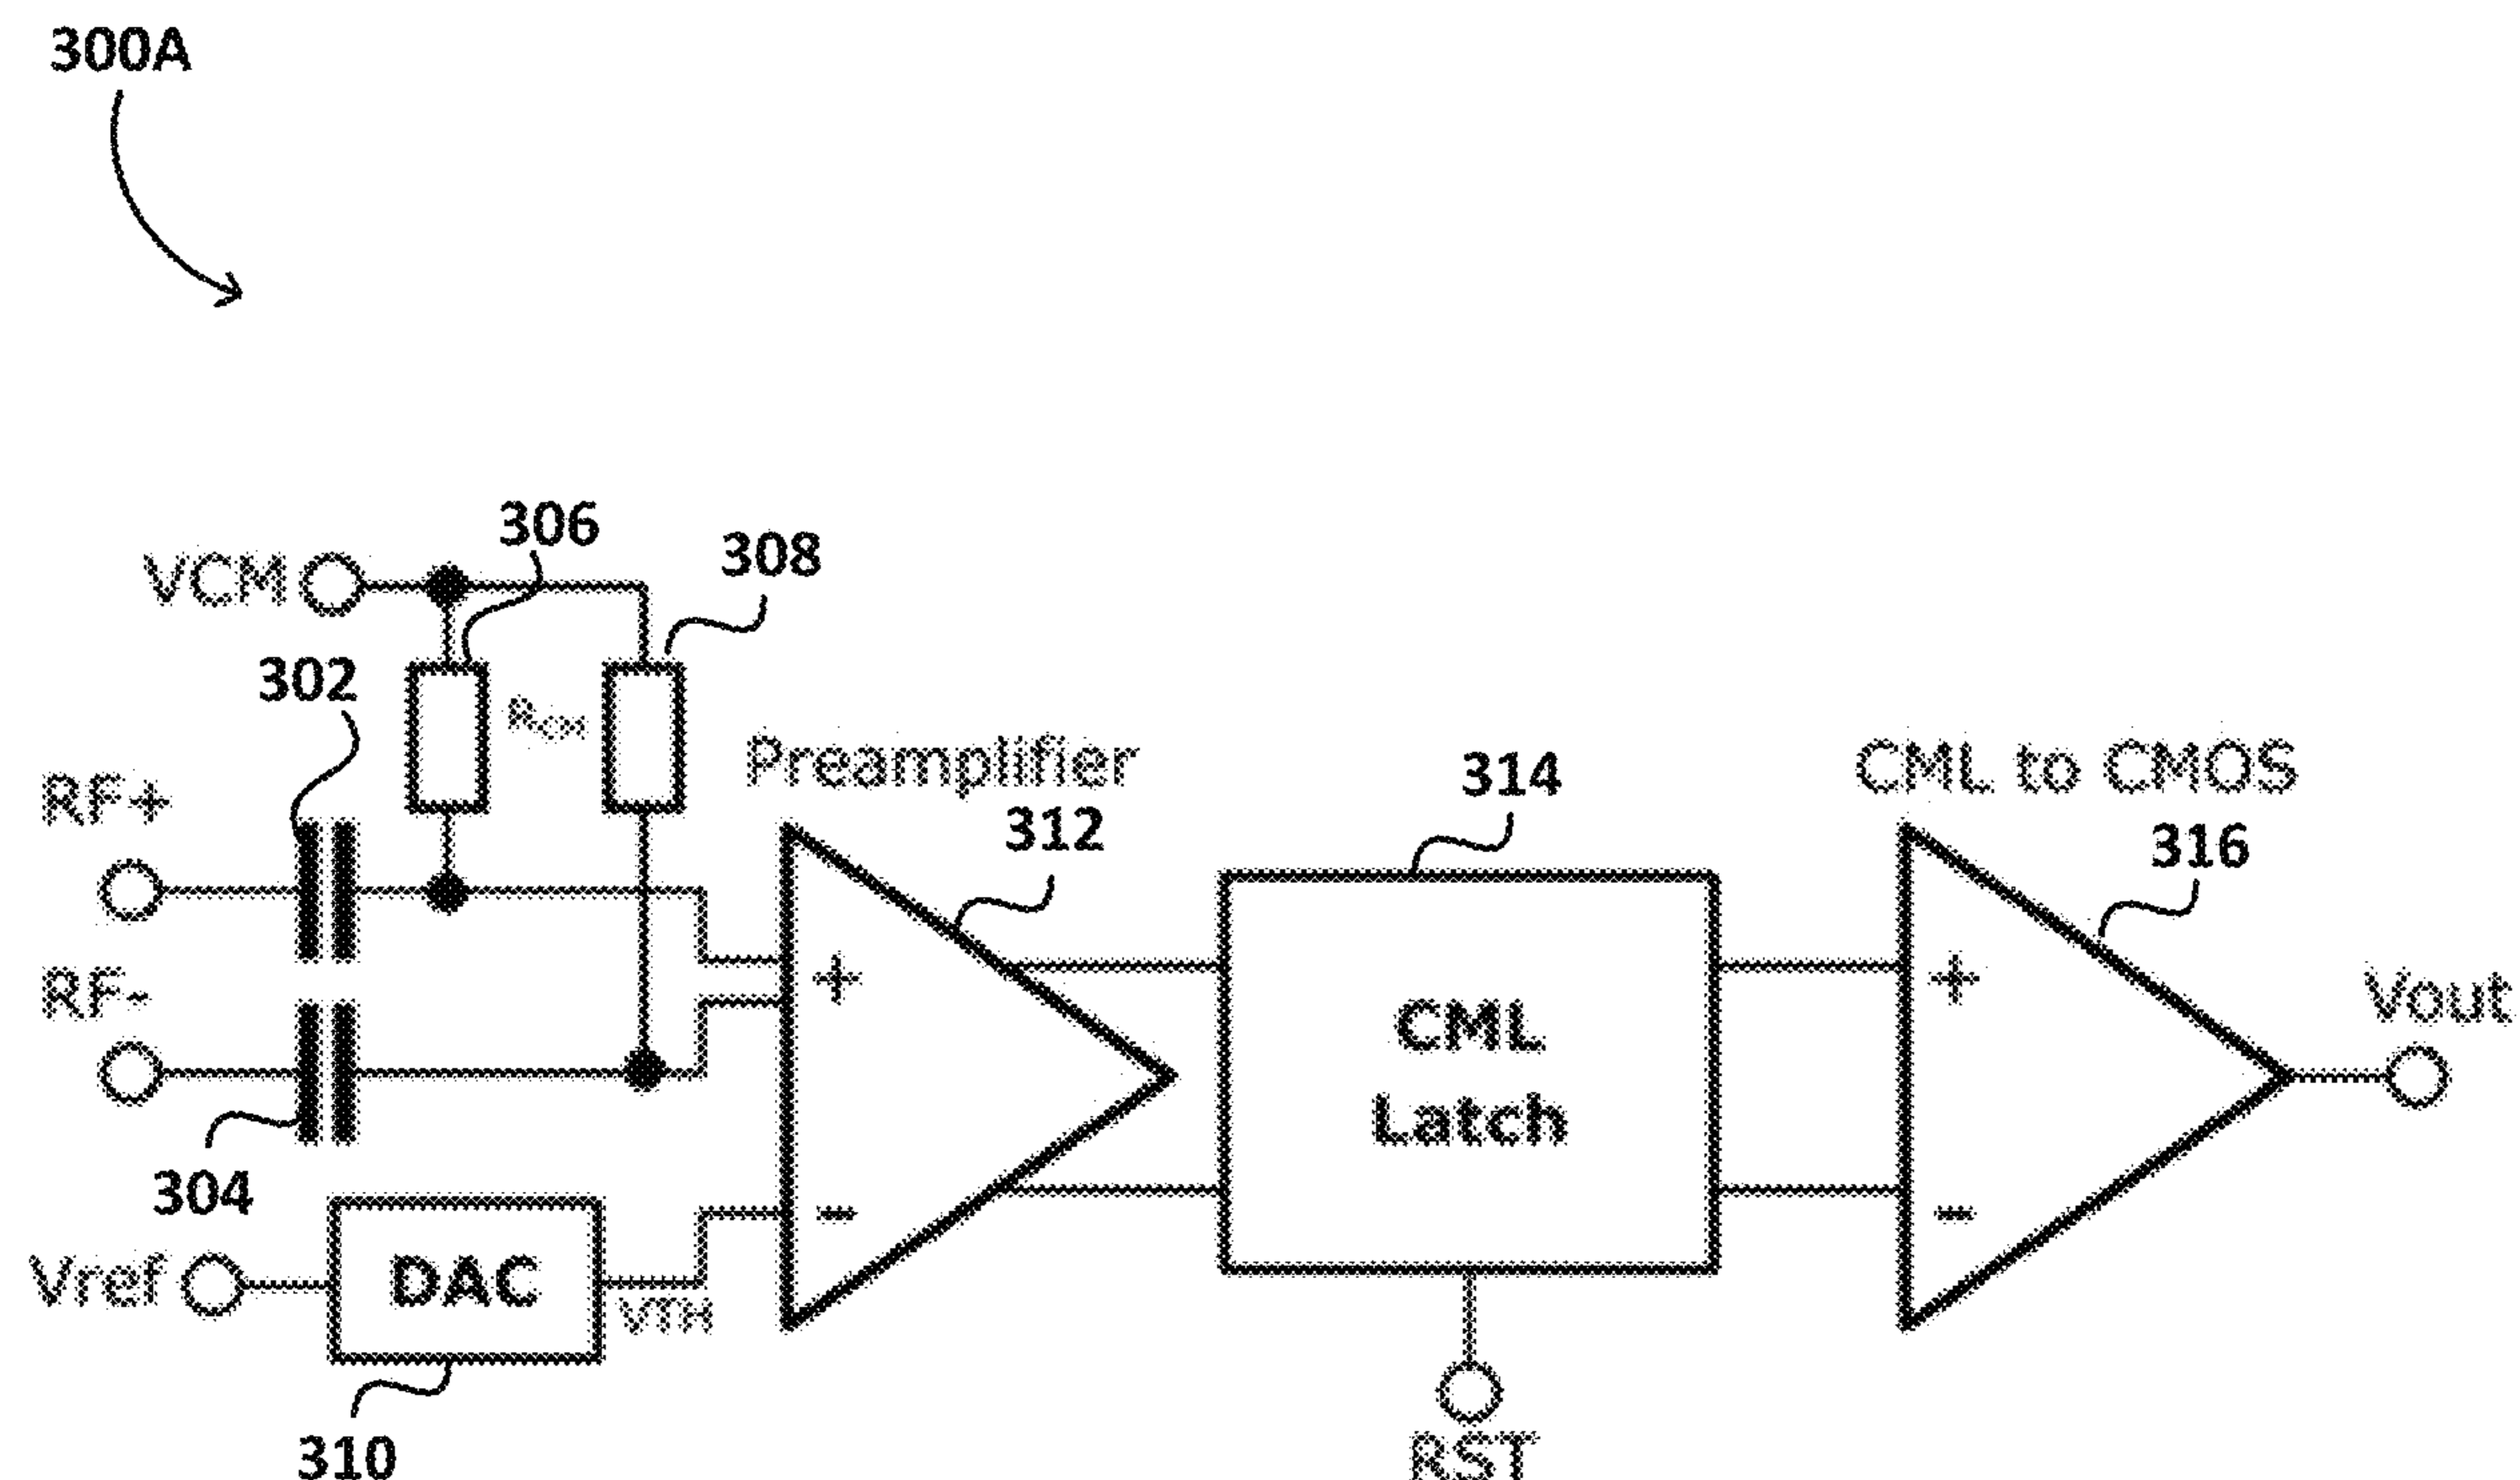 300A
306
308
VCM
302
RCM
Preamplifier
314
CML to CMOS
RF+
312
316
RF-
CML
Latch
Vout
304
Vref
DAC
VTH
310
RST